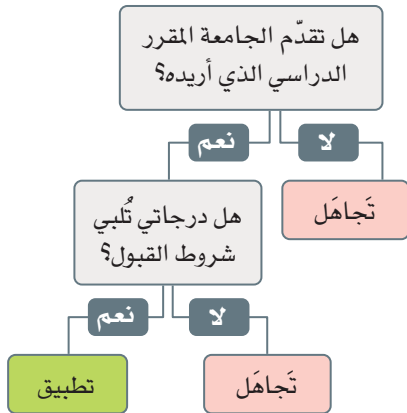 هل تقدّم الجامعة المقرر
الدراسي الذي أريده؟
لا
نعم
تَجاهَل
هل درجاتي تُلبي
شروط القبول؟
لا
نعم
تَجاهَل
تطبيق